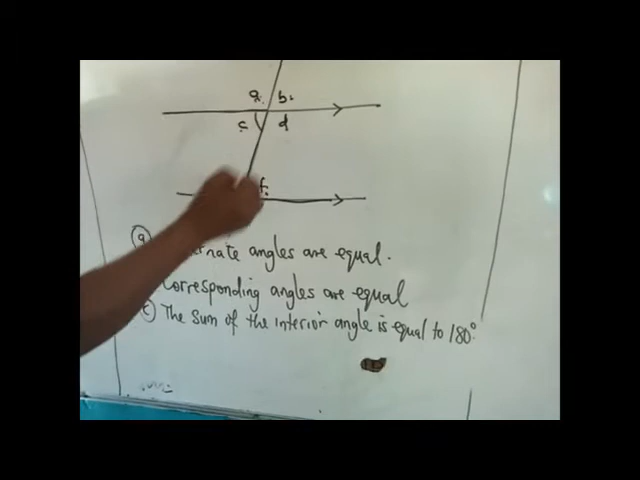 a. b.
c d
f.
(a) nate angles are equal.
Corresponding angles are equal
(c) The sum of the interior angle is equal to 180°.